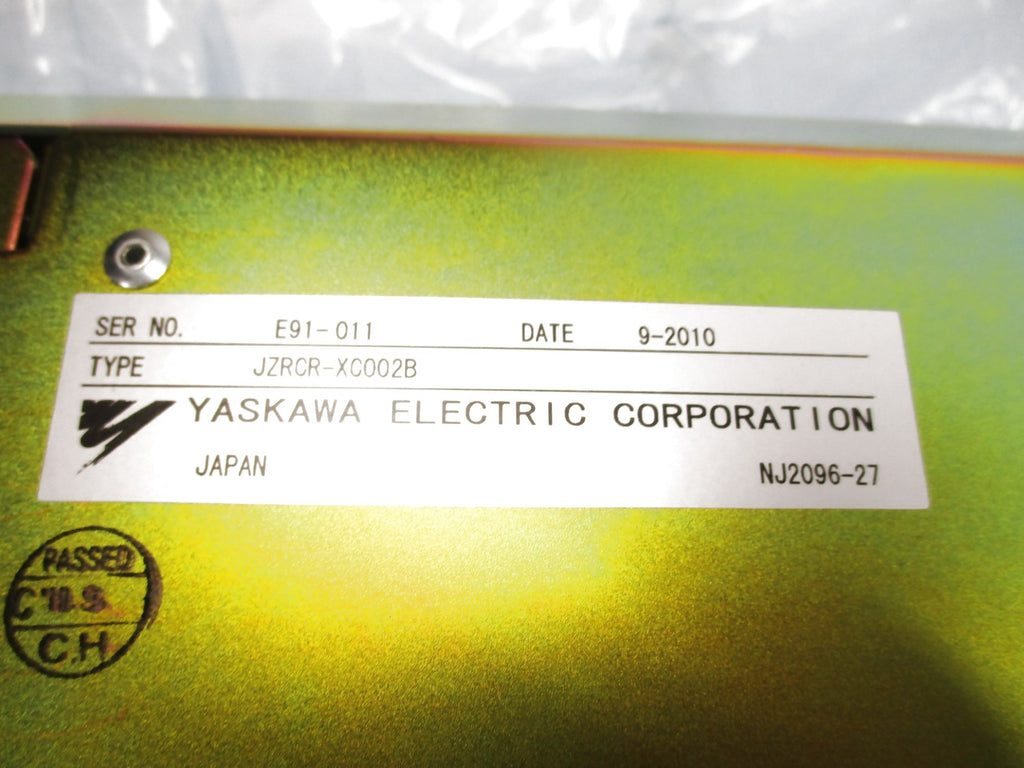 SER NO. E91-011 DATE 9-2010
TYPE JZRCR-XC002B
YASKAWA ELECTRIC CORPORATION
JAPAN NJ2096-27
PASSED
C.H